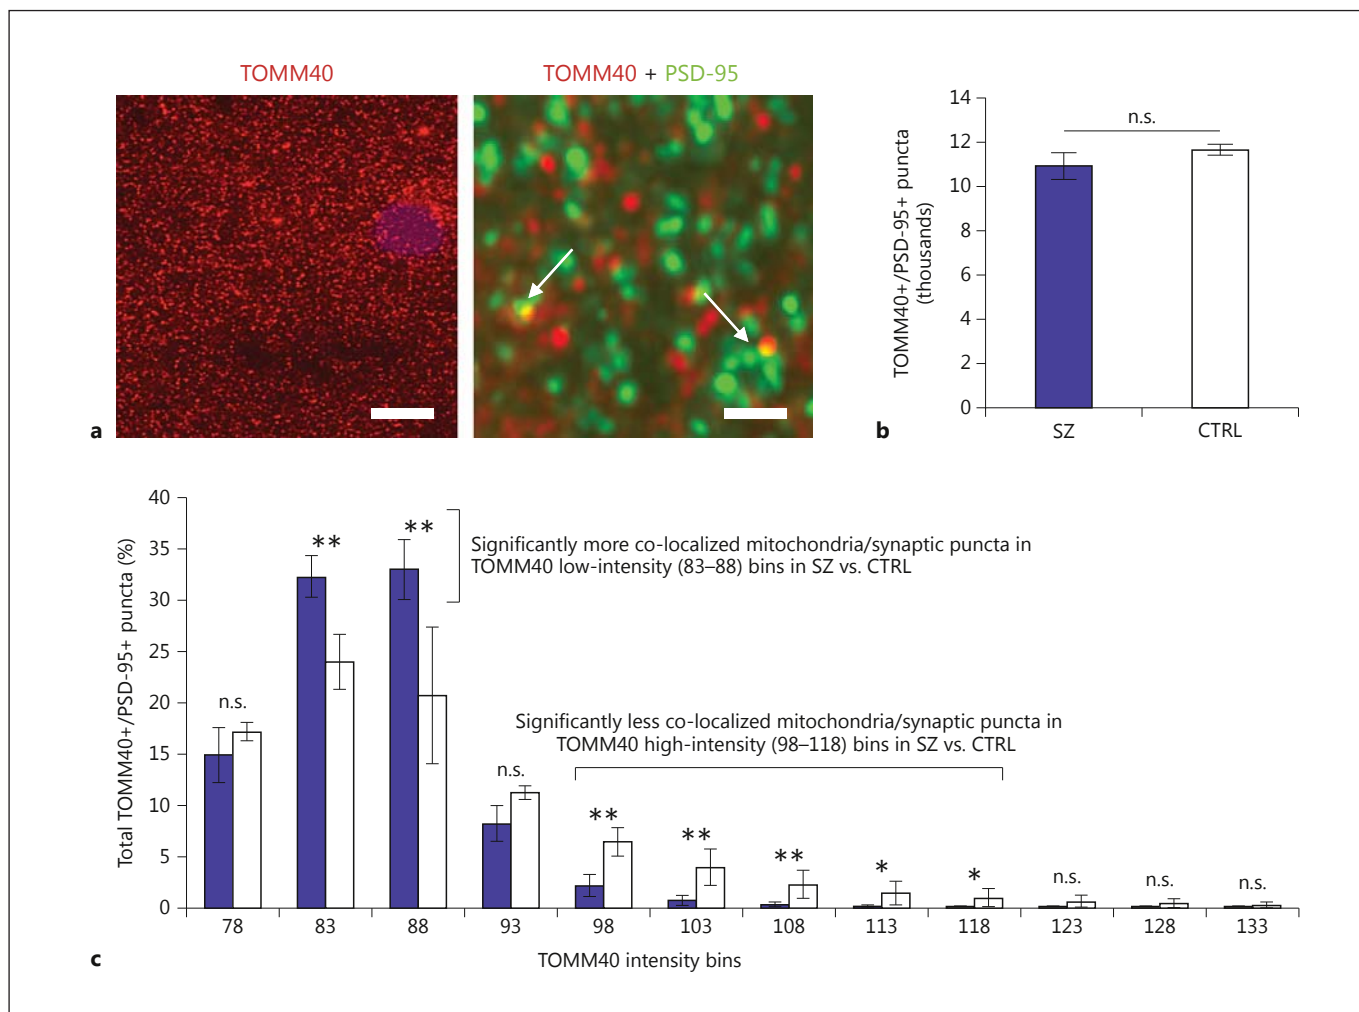 TOMM40
TOMM40 + PSD-95
a
TOMM40+/PSD-95+ puncta
(thousands)
14
12
10
8
6
4
2
0
n.s.
SZ CTRL
b
Total TOMM40+/PSD-95+ puncta (%)
40
35
30
25
20
15
10
5
0
n.s.
**
**
Significantly more co-localized mitochondria/synaptic puncta in
TOMM40 low-intensity (83–88) bins in SZ vs. CTRL
n.s.
Significantly less co-localized mitochondria/synaptic puncta in
TOMM40 high-intensity (98–118) bins in SZ vs. CTRL
**
**
**
*
*
n.s.
n.s.
n.s.
78 83 88 93 98 103 108 113 118 123 128 133
TOMM40 intensity bins
c